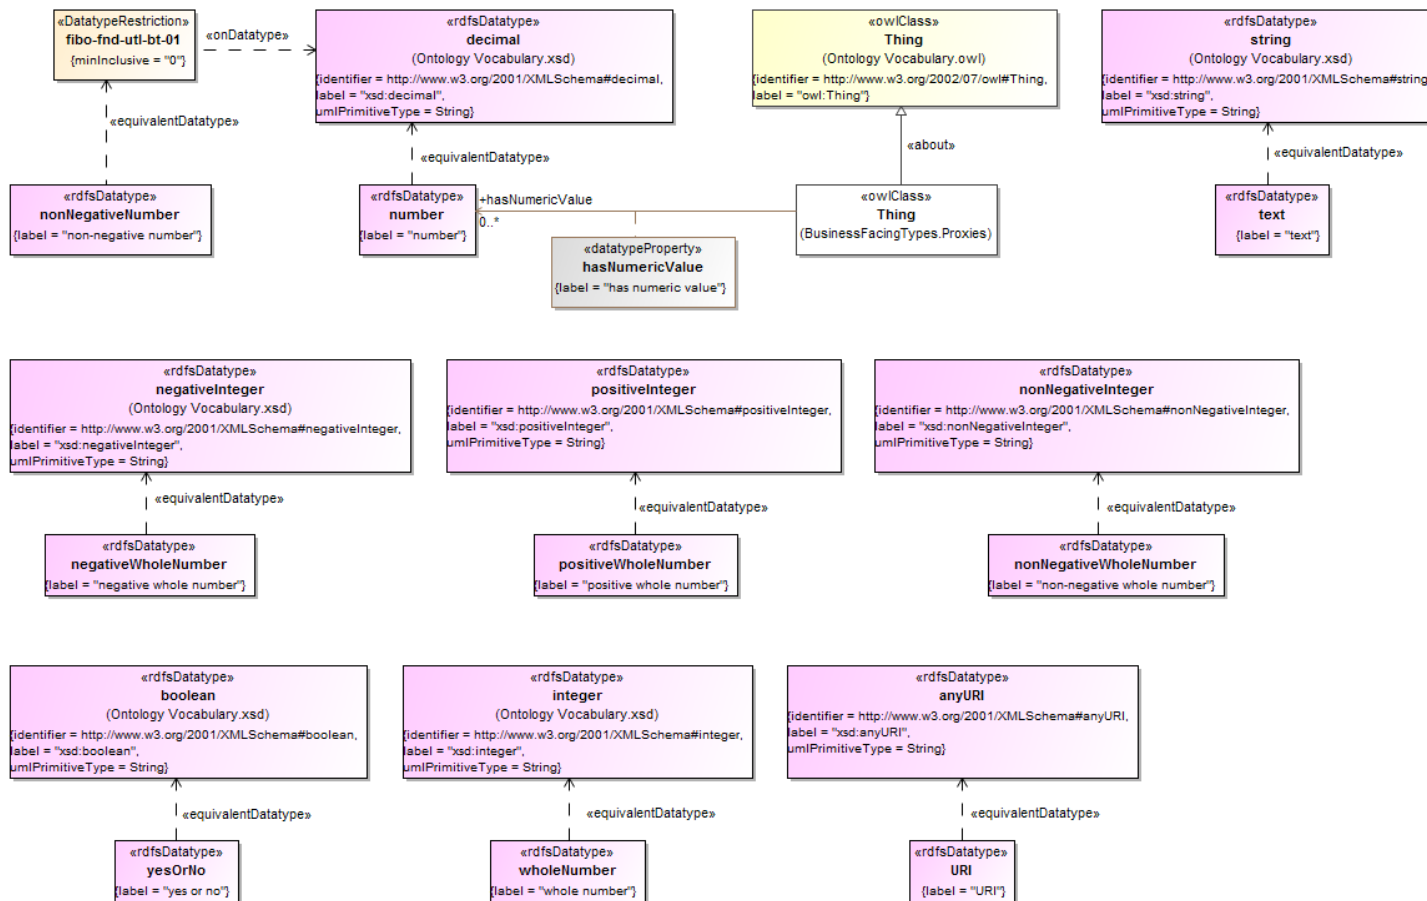 «DatatypeRestriction»
fibo-fnd-utl-bt-01
{minInclusive = "0"}
«onDatatype»
«rdfsDatatype»
decimal
(Ontology Vocabulary.xsd)
{identifier = http://www.w3.org/2001/XMLSchema#decimal,
label = "xsd:decimal",
umlPrimitiveType = String}
«owlClass»
Thing
(Ontology Vocabulary.owl)
{identifier = http://www.w3.org/2002/07/owl#Thing,
label = "owl:Thing"}
«rdfsDatatype»
string
(Ontology Vocabulary.xsd)
{identifier = http://www.w3.org/2001/XMLSchema#string
label = "xsd:string",
umlPrimitiveType = String}
«equivalentDatatype»
«equivalentDatatype»
«about»
«equivalentDatatype»
«rdfsDatatype»
nonNegativeNumber
{label = "non-negative number"}
«rdfsDatatype»
number
{label = "number"}
+hasNumericValue
0..*
«datatypeProperty»
hasNumericValue
{label = "has numeric value"}
«owlClass»
Thing
(BusinessFacingTypes.Proxies)
«rdfsDatatype»
text
{label = "text"}
«rdfsDatatype»
negativeInteger
(Ontology Vocabulary.xsd)
{identifier = http://www.w3.org/2001/XMLSchema#negativeInteger,
label = "xsd:negativeInteger",
umlPrimitiveType = String}
«rdfsDatatype»
positiveInteger
{identifier = http://www.w3.org/2001/XMLSchema#positiveInteger,
label = "xsd:positiveInteger",
umlPrimitiveType = String}
«rdfsDatatype»
nonNegativeInteger
{identifier = http://www.w3.org/2001/XMLSchema#nonNegativeInteger,
label = "xsd:nonNegativeInteger",
umlPrimitiveType = String}
«equivalentDatatype»
«equivalentDatatype»
«equivalentDatatype»
«rdfsDatatype»
negativeWholeNumber
{label = "negative whole number"}
«rdfsDatatype»
positiveWholeNumber
{label = "positive whole number"}
«rdfsDatatype»
nonNegativeWholeNumber
{label = "non-negative whole number"}
«rdfsDatatype»
boolean
(Ontology Vocabulary.xsd)
{identifier = http://www.w3.org/2001/XMLSchema#boolean,
label = "xsd:boolean",
umlPrimitiveType = String}
«rdfsDatatype»
integer
(Ontology Vocabulary.xsd)
{identifier = http://www.w3.org/2001/XMLSchema#integer,
label = "xsd:integer",
umlPrimitiveType = String}
«rdfsDatatype»
anyURI
{identifier = http://www.w3.org/2001/XMLSchema#anyURI,
label = "xsd:anyURI",
umlPrimitiveType = String}
«equivalentDatatype»
«equivalentDatatype»
«equivalentDatatype»
«rdfsDatatype»
yesOrNo
{label = "yes or no"}
«rdfsDatatype»
wholeNumber
{label = "whole number"}
«rdfsDatatype»
URI
{label = "URI"}